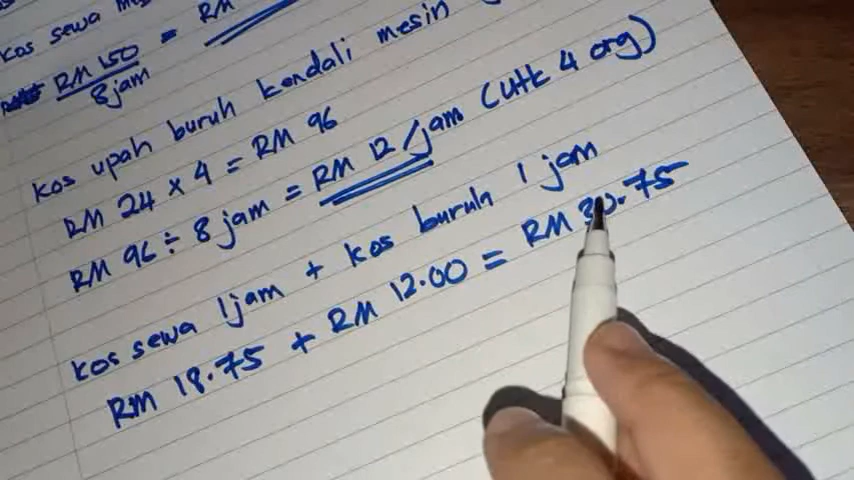 kos sewa
RM 150 = RM
8 jam
kos upah buruh kendali mesin
RM 24 x 4 = RM 96
RM 96 ÷ 8 jam = RM 12/jam (utk 4 org)
kos sewa 1 jam + kos buruh 1 jam
RM 18.75 + RM 12.00 = RM 30.75